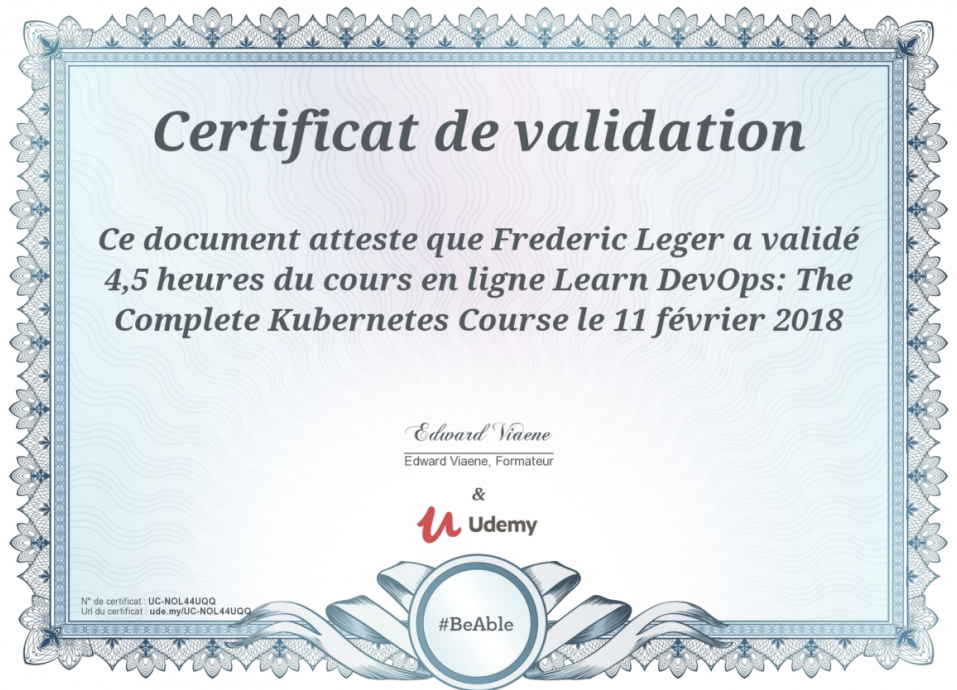 Certificat de validation
Ce document atteste que Frederic Leger a validé
4,5 heures du cours en ligne Learn DevOps: The
Complete Kubernetes Course le 11 février 2018
Edward Viaene
Edward Viaene, Formateur
&
Udemy
N° de certificat : UC-NOL44UQQ
Url du certificat : ude.my/UC-NOL44UQQ
#BeAble